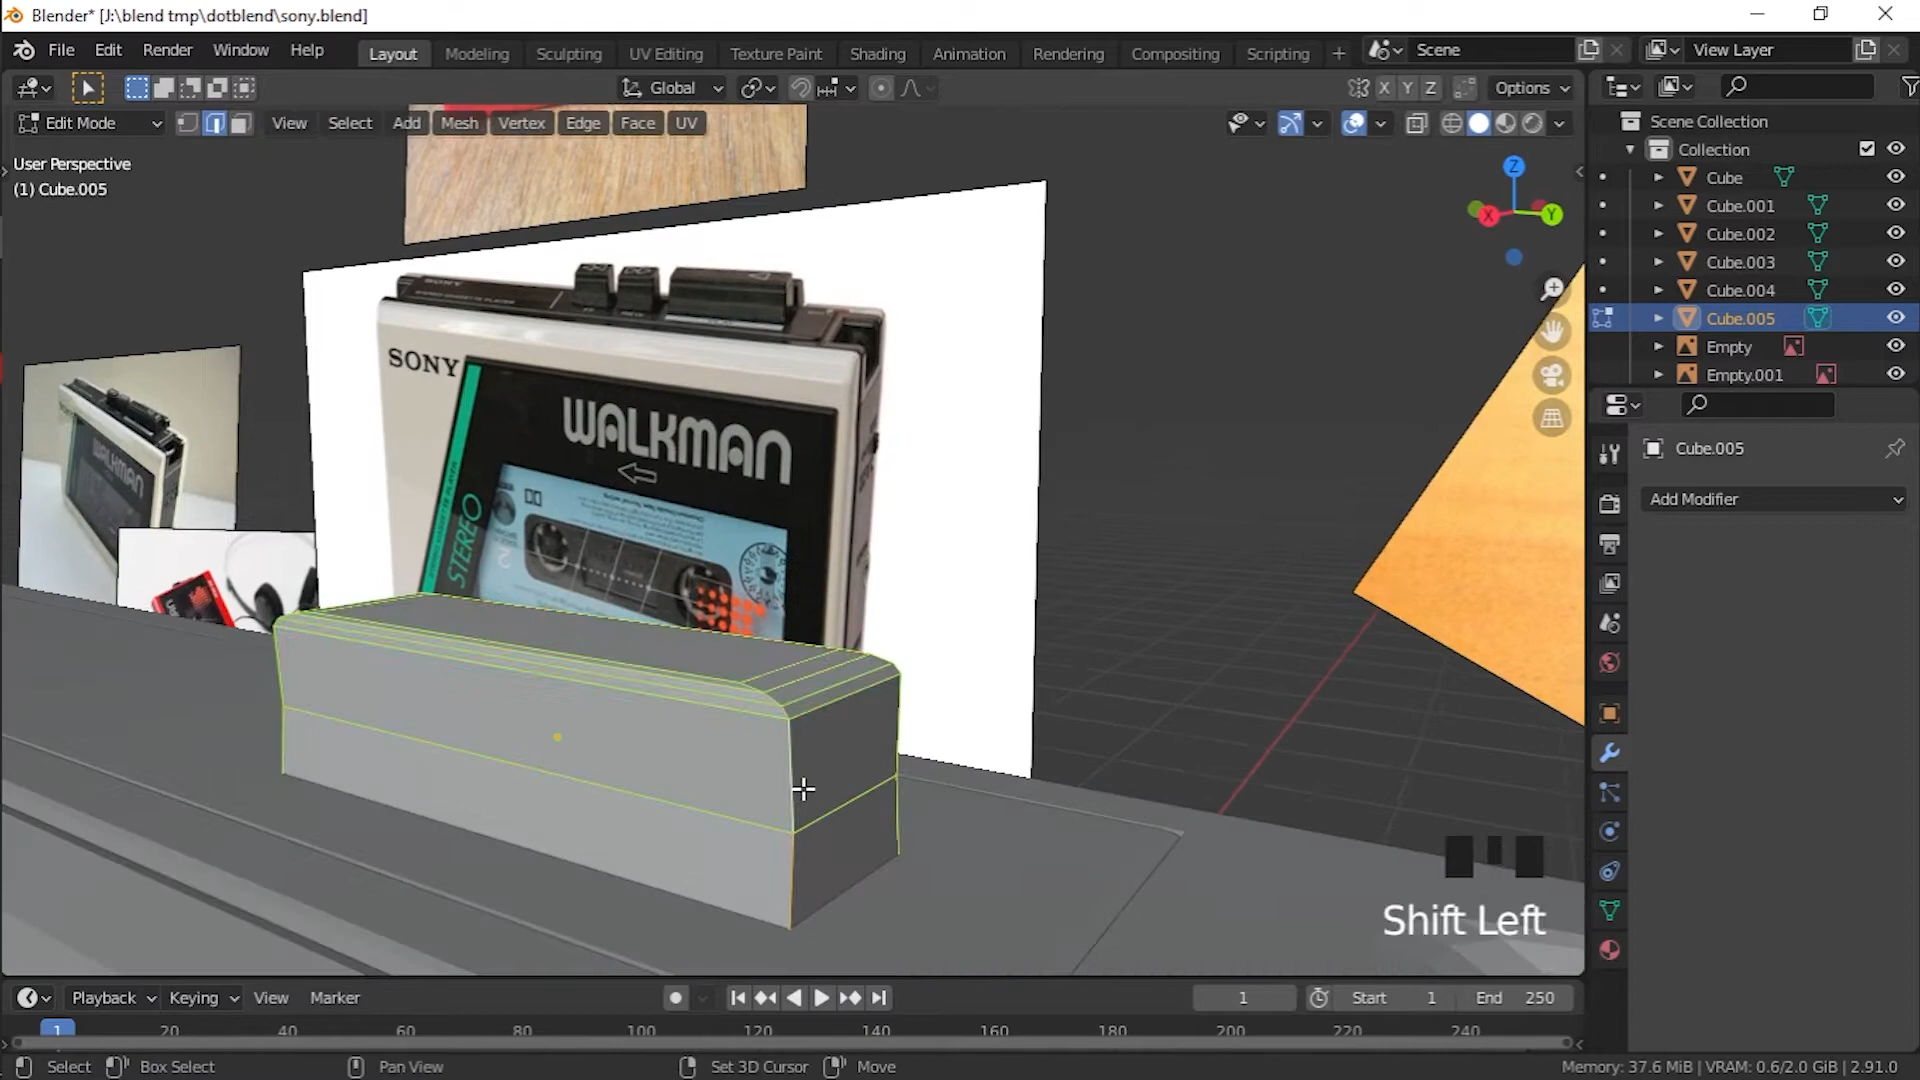 Blender* [J:\blend tmp\dotblend\sony.blend]
File Edit Render Window Help Layout Modeling Sculpting UV Editing Texture Paint Shading Animation Rendering Compositing Scripting + Scene View Layer
Global X Y Z Options
Edit Mode View Select Add Mesh Vertex Edge Face UV
User Perspective
(1) Cube.005
Scene Collection
Collection
Cube
Cube.001
Cube.002
Cube.003
Cube.004
Cube.005
Empty
Empty.001
Z
X Y
SONY
SONY
WALKMAN
STEREO
WALKMAN
2
Cube.005
Add Modifier
Shift Left
Playback Keying View Marker 1 Start 1 End 250
1 20 40 60 80 100 120 140 160 180 200 220 240
Select Box Select Pan View Set 3D Cursor Move Memory: 37.6 MiB | VRAM: 0.6/2.0 GiB | 2.91.0